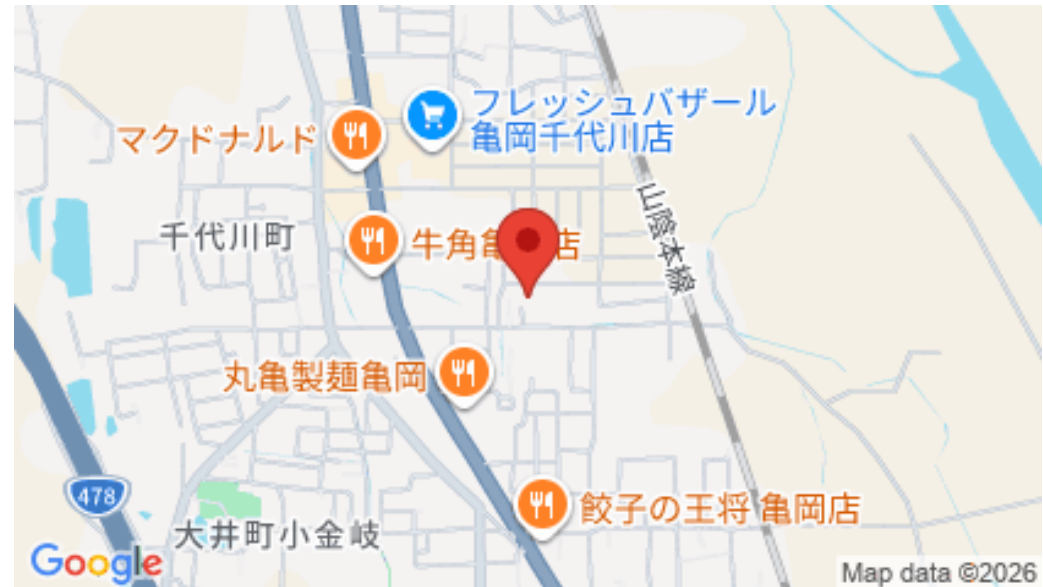 フレッシュバザール
亀岡千代川店
マクドナルド
山陰本線
千代川町
牛角亀 店
丸亀製麺亀岡
478
餃子の王将 亀岡店
大井町小金岐
Google
Map data ©2026